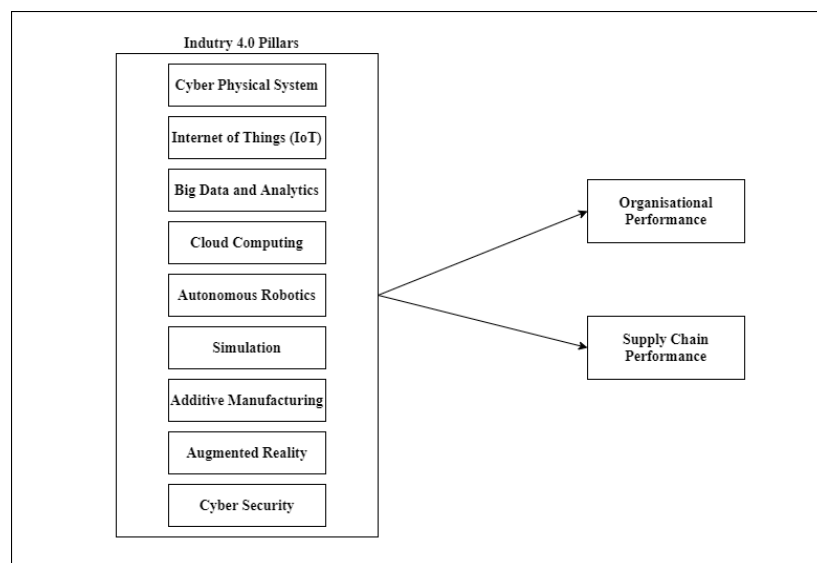 Indutry 4.0 Pillars
Cyber Physical System
Internet of Things (IoT)
Big Data and Analytics
Cloud Computing
Autonomous Robotics
Simulation
Additive Manufacturing
Augmented Reality
Cyber Security
Organisational
Performance
Supply Chain
Performance